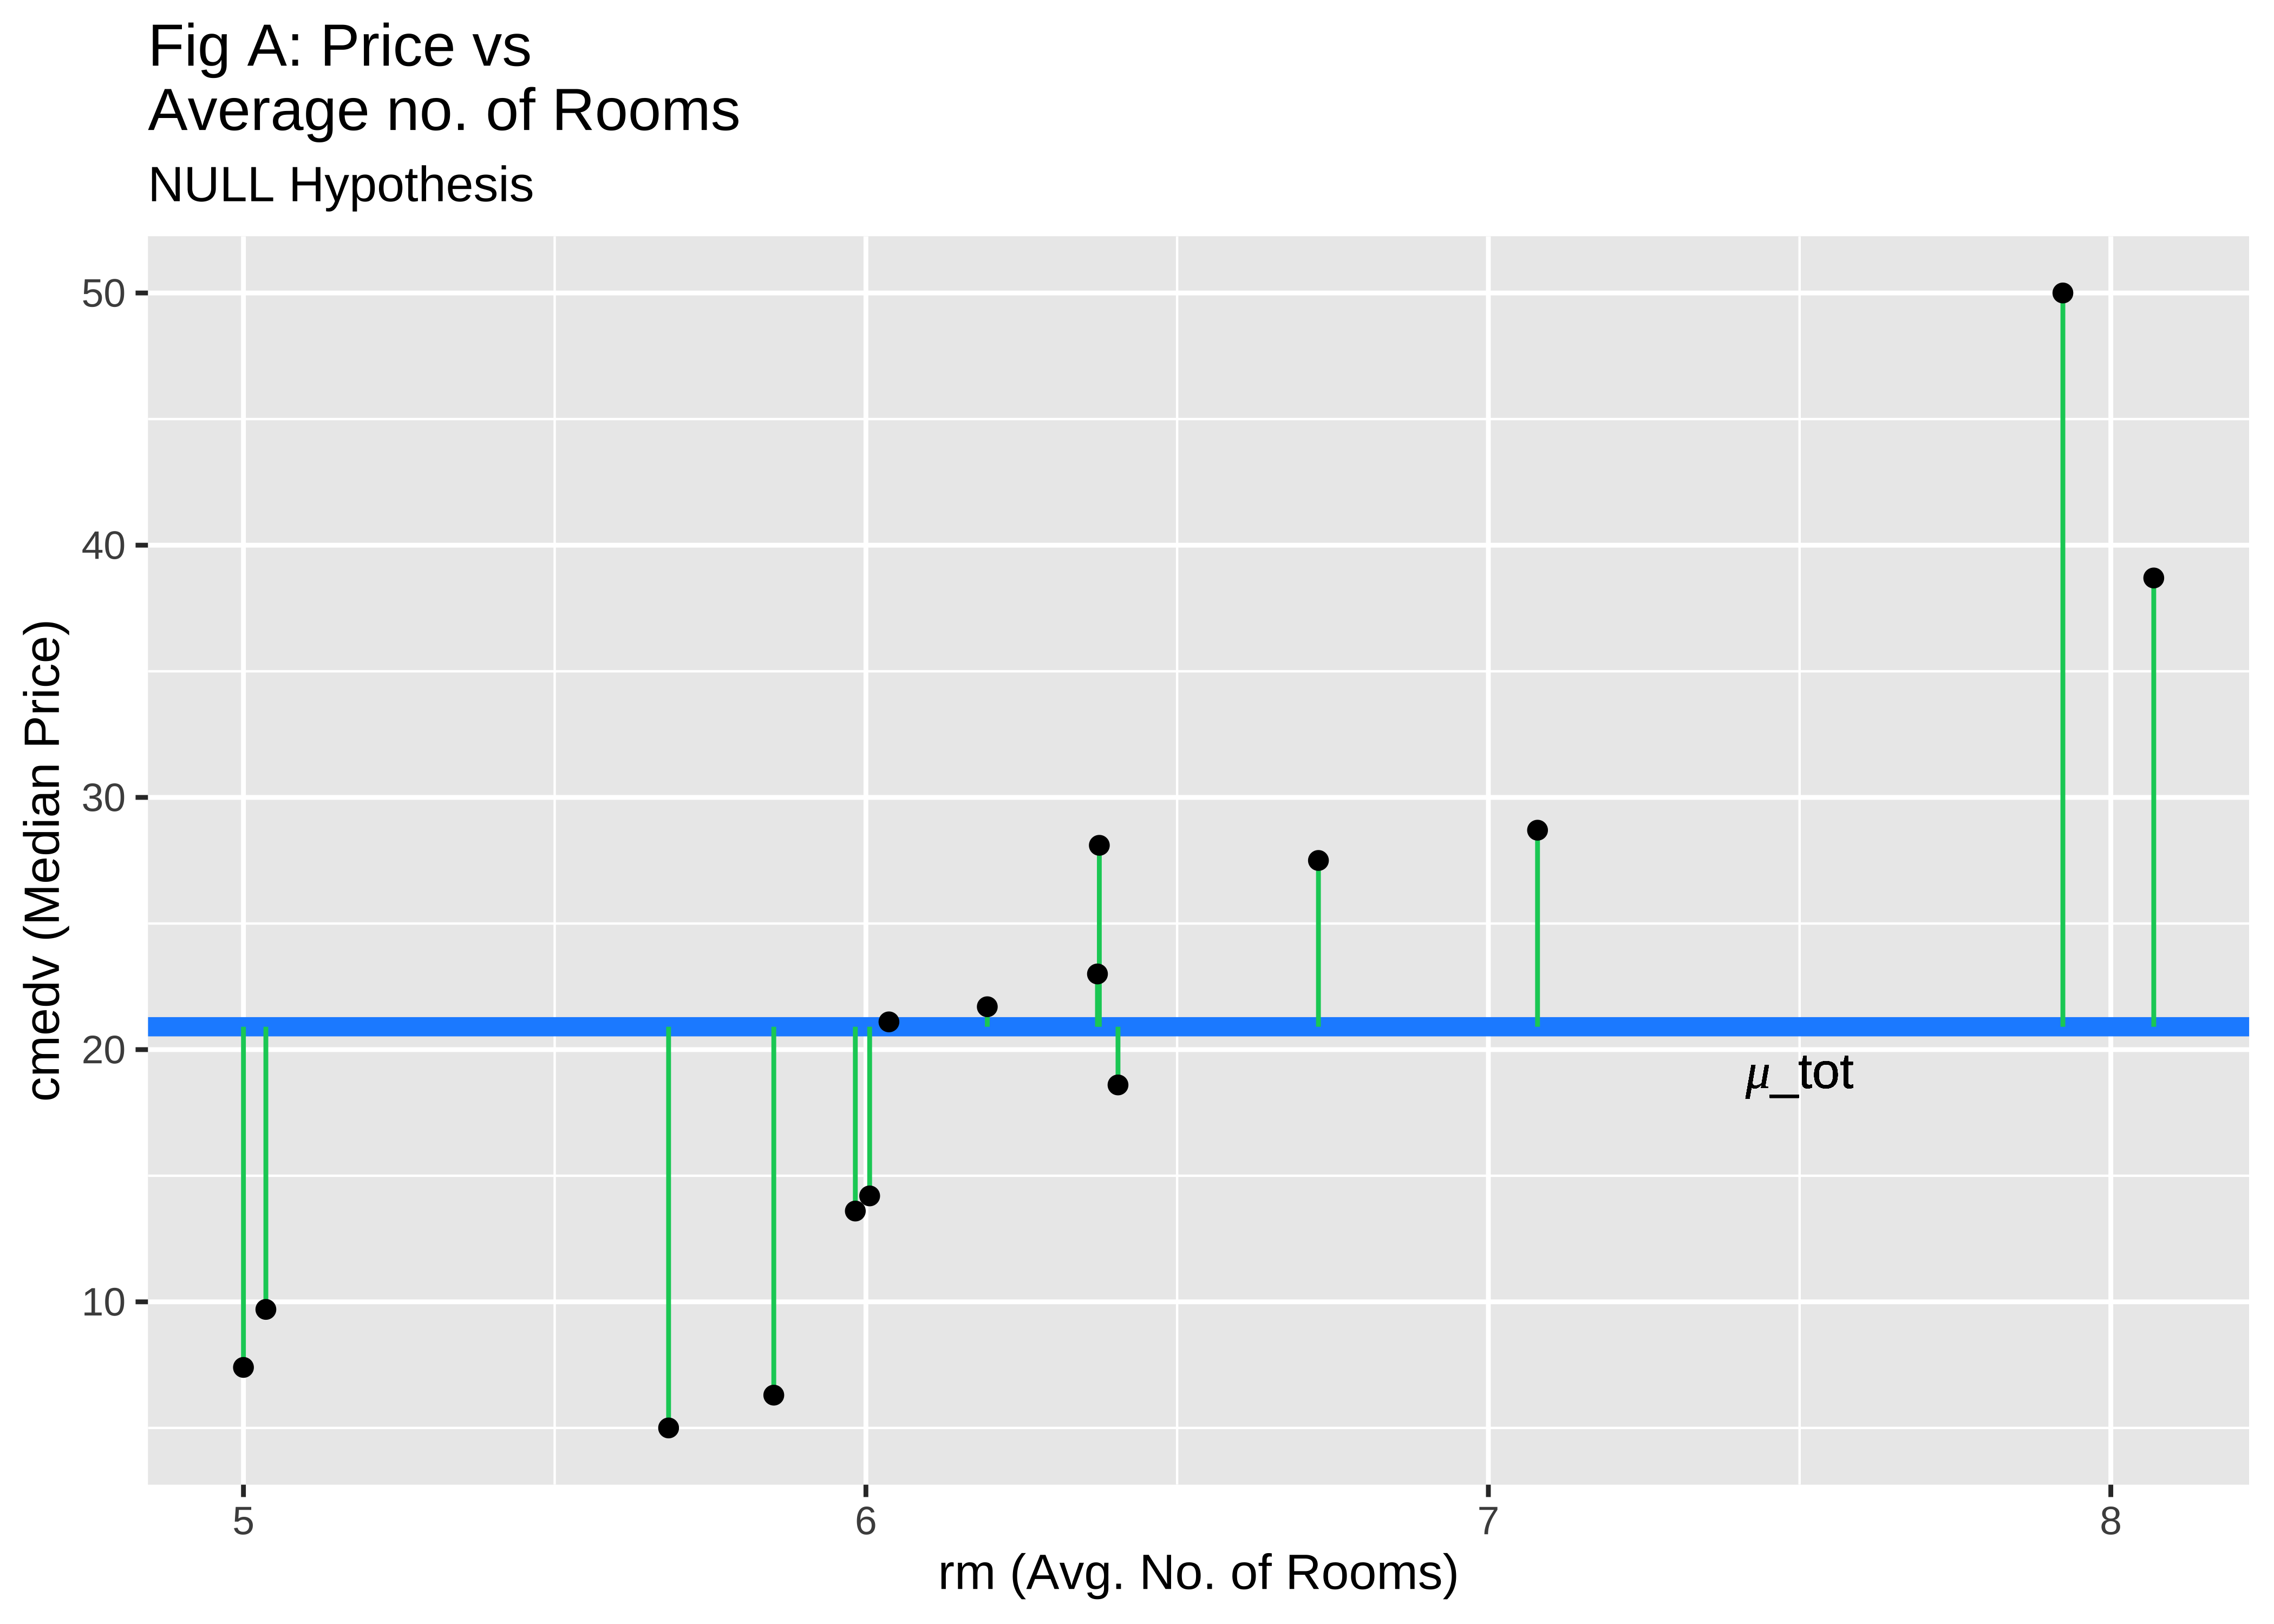 Fig A: Price vs
Average no. of Rooms
NULL Hypothesis
cmedv (Median Price)
50
40
30
20
10
μ_tot
5
6
7
8
rm (Avg. No. of Rooms)